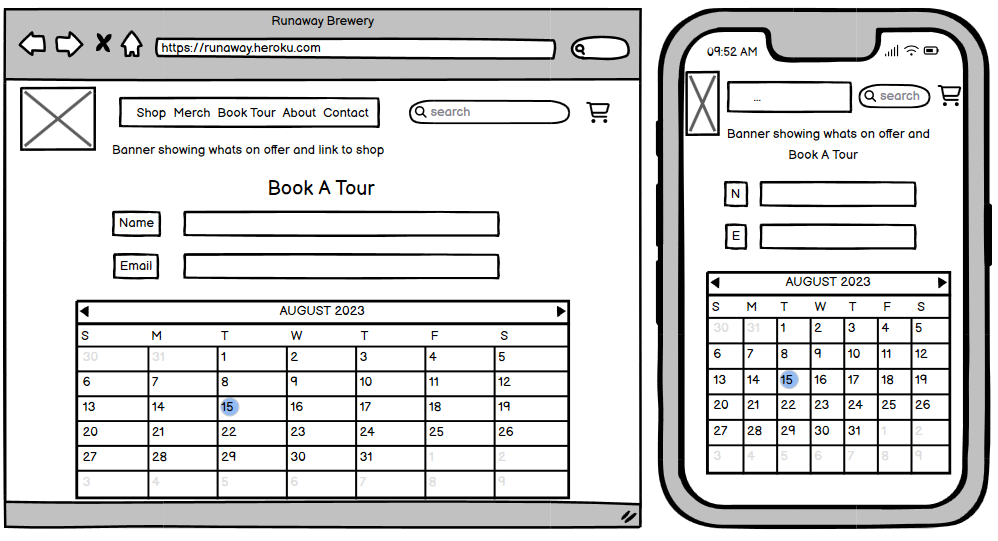 Runaway Brewery
https://runaway.heroku.com
Shop Merch Book Tour About Contact
search
Banner showing whats on offer and link to shop
Book A Tour
Name
Email
AUGUST 2023
S M T W T F S
30 31 1 2 3 4 5
6 7 8 9 10 11 12
13 14 15 16 17 18 19
20 21 22 23 24 25 26
27 28 29 30 31 1 2
3 4 5 6 7 8 9
09:52 AM
...
search
Banner showing whats on offer and
Book A Tour
N
E
AUGUST 2023
S M T W T F S
30 31 1 2 3 4 5
6 7 8 9 10 11 12
13 14 15 16 17 18 19
20 21 22 23 24 25 26
27 28 29 30 31 1 2
3 4 5 6 7 8 9